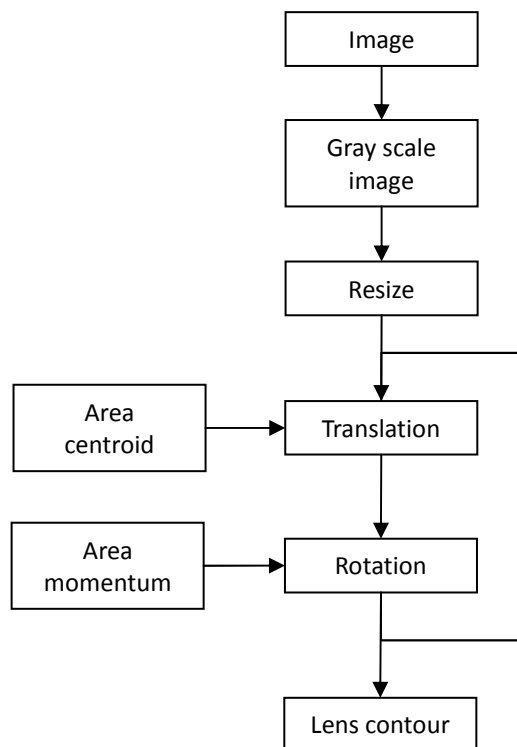 Image
Gray scale
image
Resize
Area
centroid
Translation
Area
momentum
Rotation
Lens contour